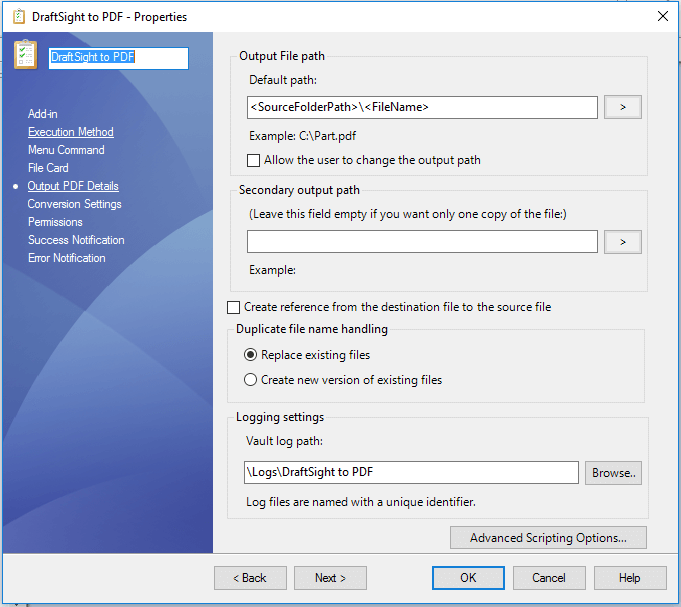 DraftSight to PDF - Properties
DraftSight to PDF
Add-in
Execution Method
Menu Command
File Card
Output PDF Details
Conversion Settings
Permissions
Success Notification
Error Notification
Output File path
Default path:
<SourceFolderPath>\<FileName>
>
Example: C:\Part.pdf
Allow the user to change the output path
Secondary output path
(Leave this field empty if you want only one copy of the file:)
>
Example:
Create reference from the destination file to the source file
Duplicate file name handling
Replace existing files
Create new version of existing files
Logging settings
Vault log path:
\Logs\DraftSight to PDF
Browse..
Log files are named with a unique identifier.
Advanced Scripting Options...
< Back
Next >
OK
Cancel
Help